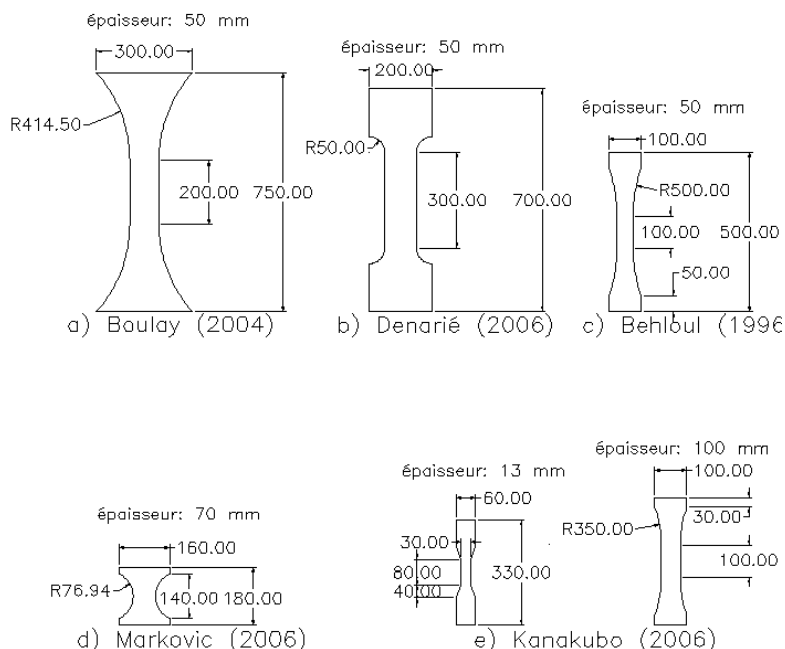 épaisseur: 50 mm
300.00
R414.50
200.00
750.00
a) Boulay (2004)
épaisseur: 50 mm
200.00
R50.00
300.00
700.00
b) Denarié (2006)
épaisseur: 50 mm
100.00
R500.00
100.00
500.00
50.00
c) Behloul (1996
épaisseur: 70 mm
160.00
R76.94
140.00
180.00
d) Markovic (2006)
épaisseur: 13 mm
60.00
30.00
80.00
40.00
330.00
épaisseur: 100 mm
100.00
30.00
R350.00
100.00
e) Kanakubo (2006)